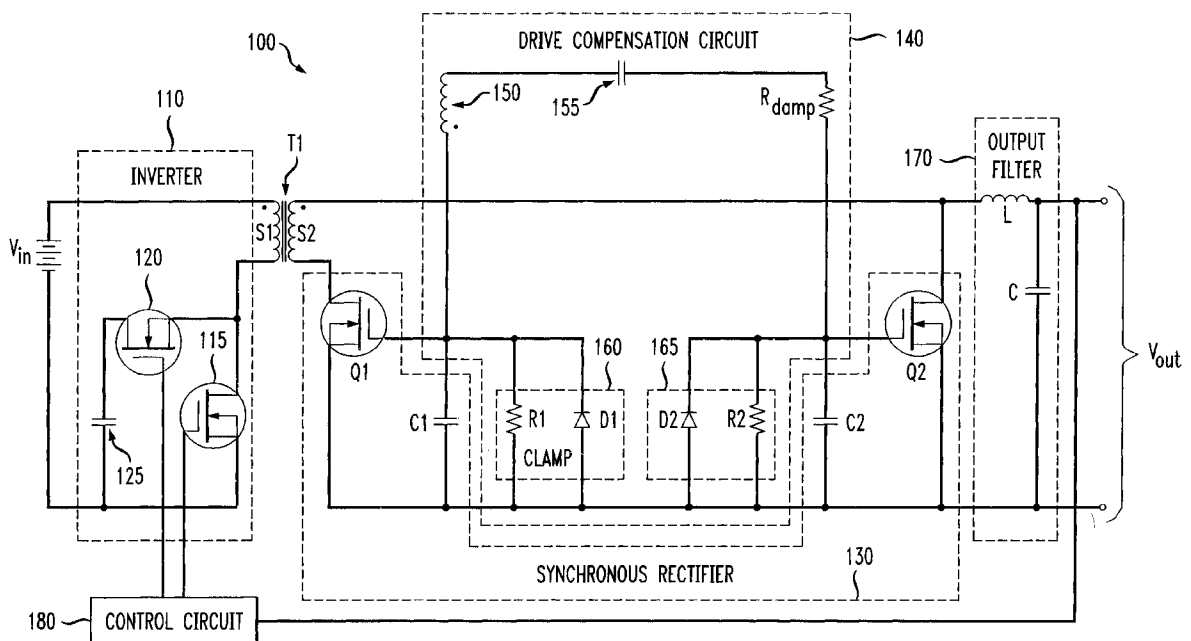 100
DRIVE COMPENSATION CIRCUIT
140
150
155
R_damp
110
INVERTER
T1
S1
S2
V_in
120
115
125
170
OUTPUT
FILTER
L
C
V_out
Q1
C1
160
R1
D1
CLAMP
165
D2
R2
C2
Q2
SYNCHRONOUS RECTIFIER
130
180
CONTROL CIRCUIT